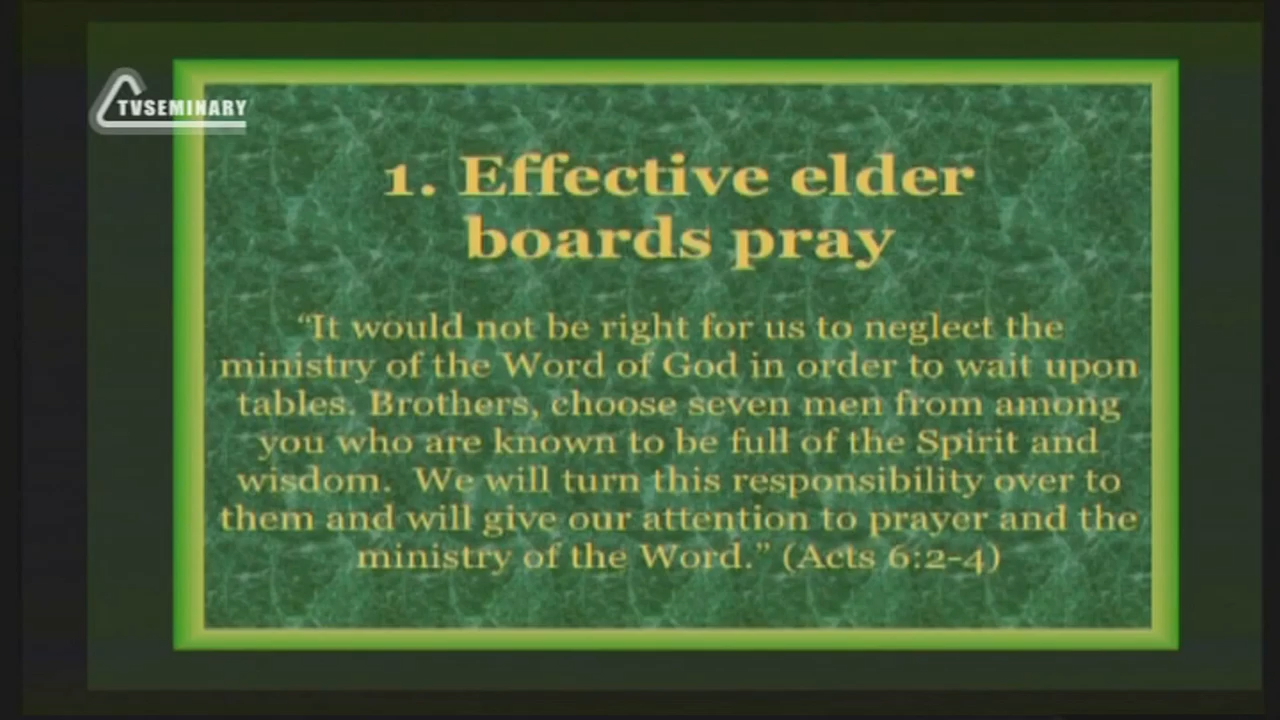 TVSEMINARY
1. Effective elder
boards pray
“It would not be right for us to neglect the
ministry of the Word of God in order to wait upon
tables. Brothers, choose seven men from among
you who are known to be full of the Spirit and
wisdom.  We will turn this responsibility over to
them and will give our attention to prayer and the
ministry of the Word.” (Acts 6:2-4)